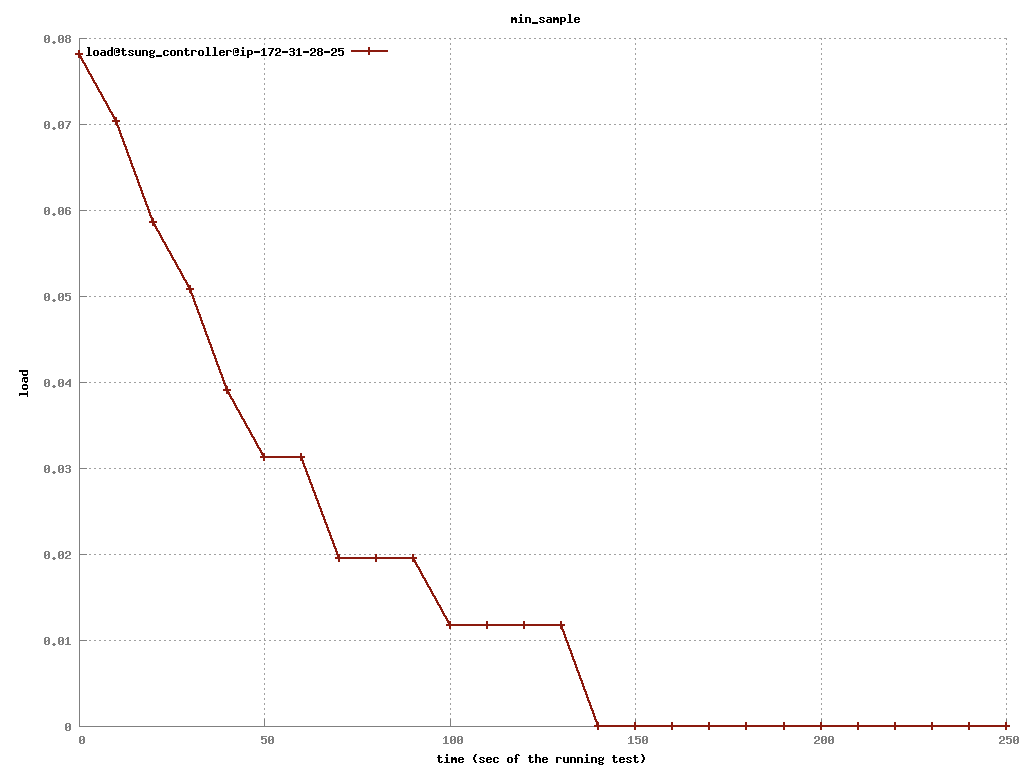 min_sample
load@tsung_controller@ip-172-31-28-25
0.08
0.07
0.06
0.05
0.04
0.03
0.02
0.01
0
load
0 50 100 150 200 250
time (sec of the running test)